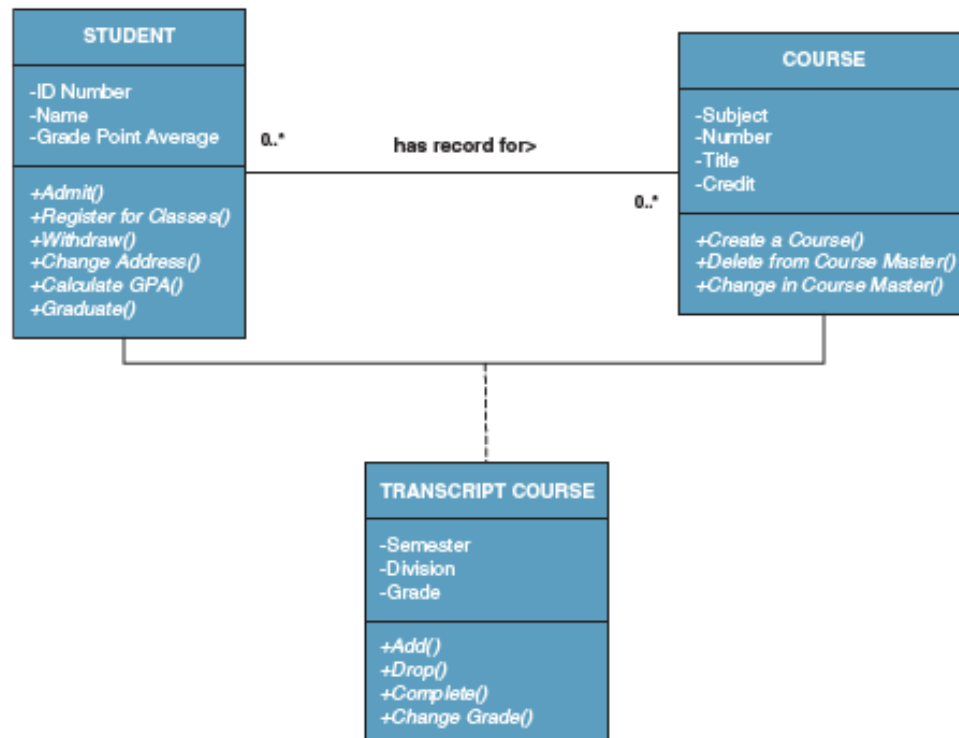 STUDENT
-ID Number
-Name
-Grade Point Average
+Admit()
+Register for Classes()
+Withdraw()
+Change Address()
+Calculate GPA()
+Graduate()
0..*
has record for>
0..*
COURSE
-Subject
-Number
-Title
-Credit
+Create a Course()
+Delete from Course Master()
+Change in Course Master()
TRANSCRIPT COURSE
-Semester
-Division
-Grade
+Add()
+Drop()
+Complete()
+Change Grade()